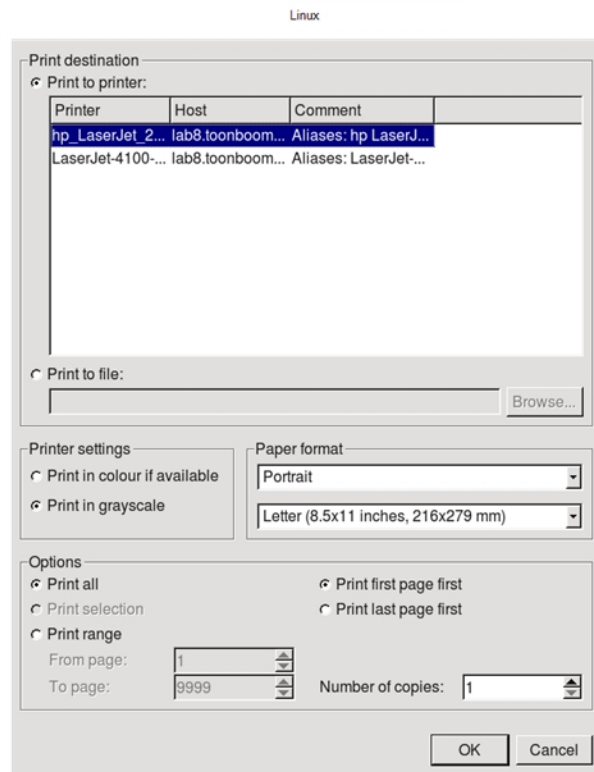 Linux
Print destination
Print to printer:
Printer Host Comment
hp_LaserJet_2... lab8.toonboom... Aliases: hp LaserJ...
LaserJet-4100-... lab8.toonboom... Aliases: LaserJet-...
Print to file:
Browse...
Printer settings
Print in colour if available
Print in grayscale
Paper format
Portrait
Letter (8.5x11 inches, 216x279 mm)
Options
Print all
Print selection
Print range
From page: 1
To page: 9999
Print first page first
Print last page first
Number of copies: 1
OK Cancel